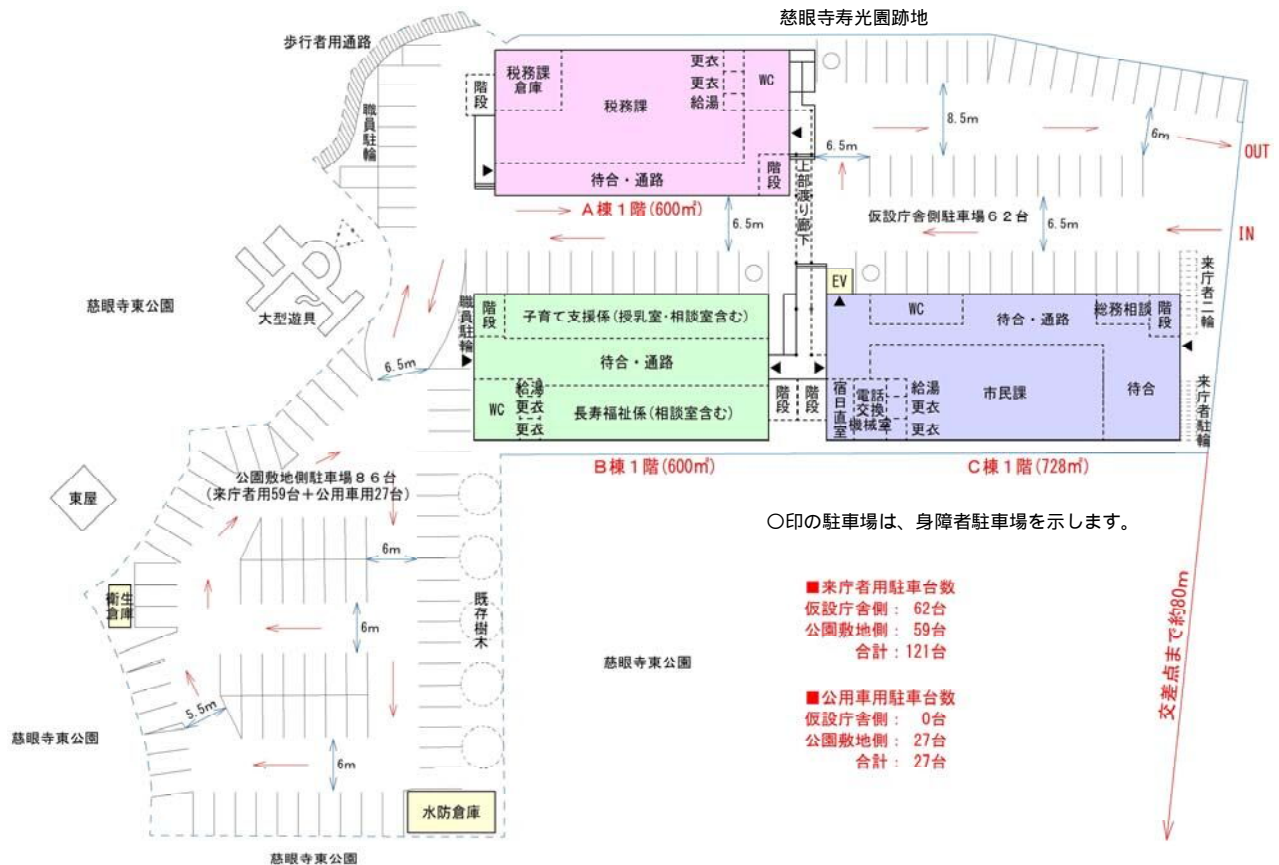 慈眼寺寿光園跡地
歩行者用通路
職員駐輪
階段
税務課
倉庫
税務課
更衣
更衣
給湯
WC
待合・通路
階段
A棟1階(600㎡)
上部渡り廊下
8.5m
6m
6.5m
OUT
仮設庁舎側駐車場62台
6.5m
6.5m
IN
来庁者二輪
大型遊具
慈眼寺東公園
職員駐輪
階段
子育て支援係(授乳室・相談室含む)
待合・通路
WC
給湯
更衣
更衣
長寿福祉係(相談室含む)
階段
階段
B棟1階(600㎡)
EV
WC
待合・通路
総務相談
階段
宿日直室
電話
交換
機械室
給湯
更衣
更衣
市民課
待合
来庁者駐輪
C棟1階(728㎡)
6.5m
公園敷地側駐車場86台
(来庁者用59台+公用車用27台)
東屋
6m
衛生
倉庫
6m
既存樹木
5.5m
6m
慈眼寺東公園
水防倉庫
慈眼寺東公園
慈眼寺東公園
〇印の駐車場は、身障者駐車場を示します。
■来庁者用駐車台数
仮設庁舎側: 62台
公園敷地側: 59台
合計:121台
■公用車用駐車台数
仮設庁舎側: 0台
公園敷地側: 27台
合計: 27台
交差点まで約80m